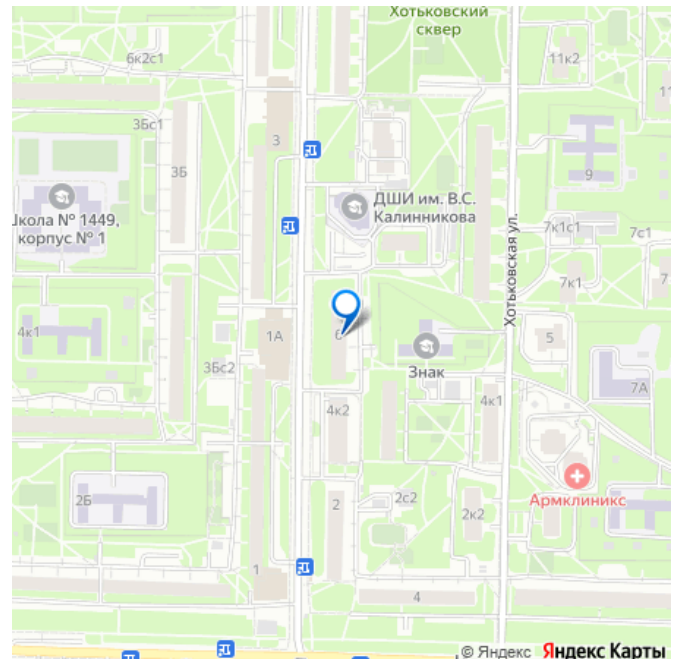 Хотьковский
сквер
6к2с1
11к2
11
3Бс1
3
3Б
9
ДШИ им. В.С.
Калинникова
Школа № 1449,
корпус № 1
7к1с1
7с1
Хотьковская ул.
7к1
7
4к1
1А
6
5
3Бс2
Знак
7А
4к2
4к1
Армклиникс
2Б
2
2с2
2к2
1
4
© Яндекс Яндекс Карты